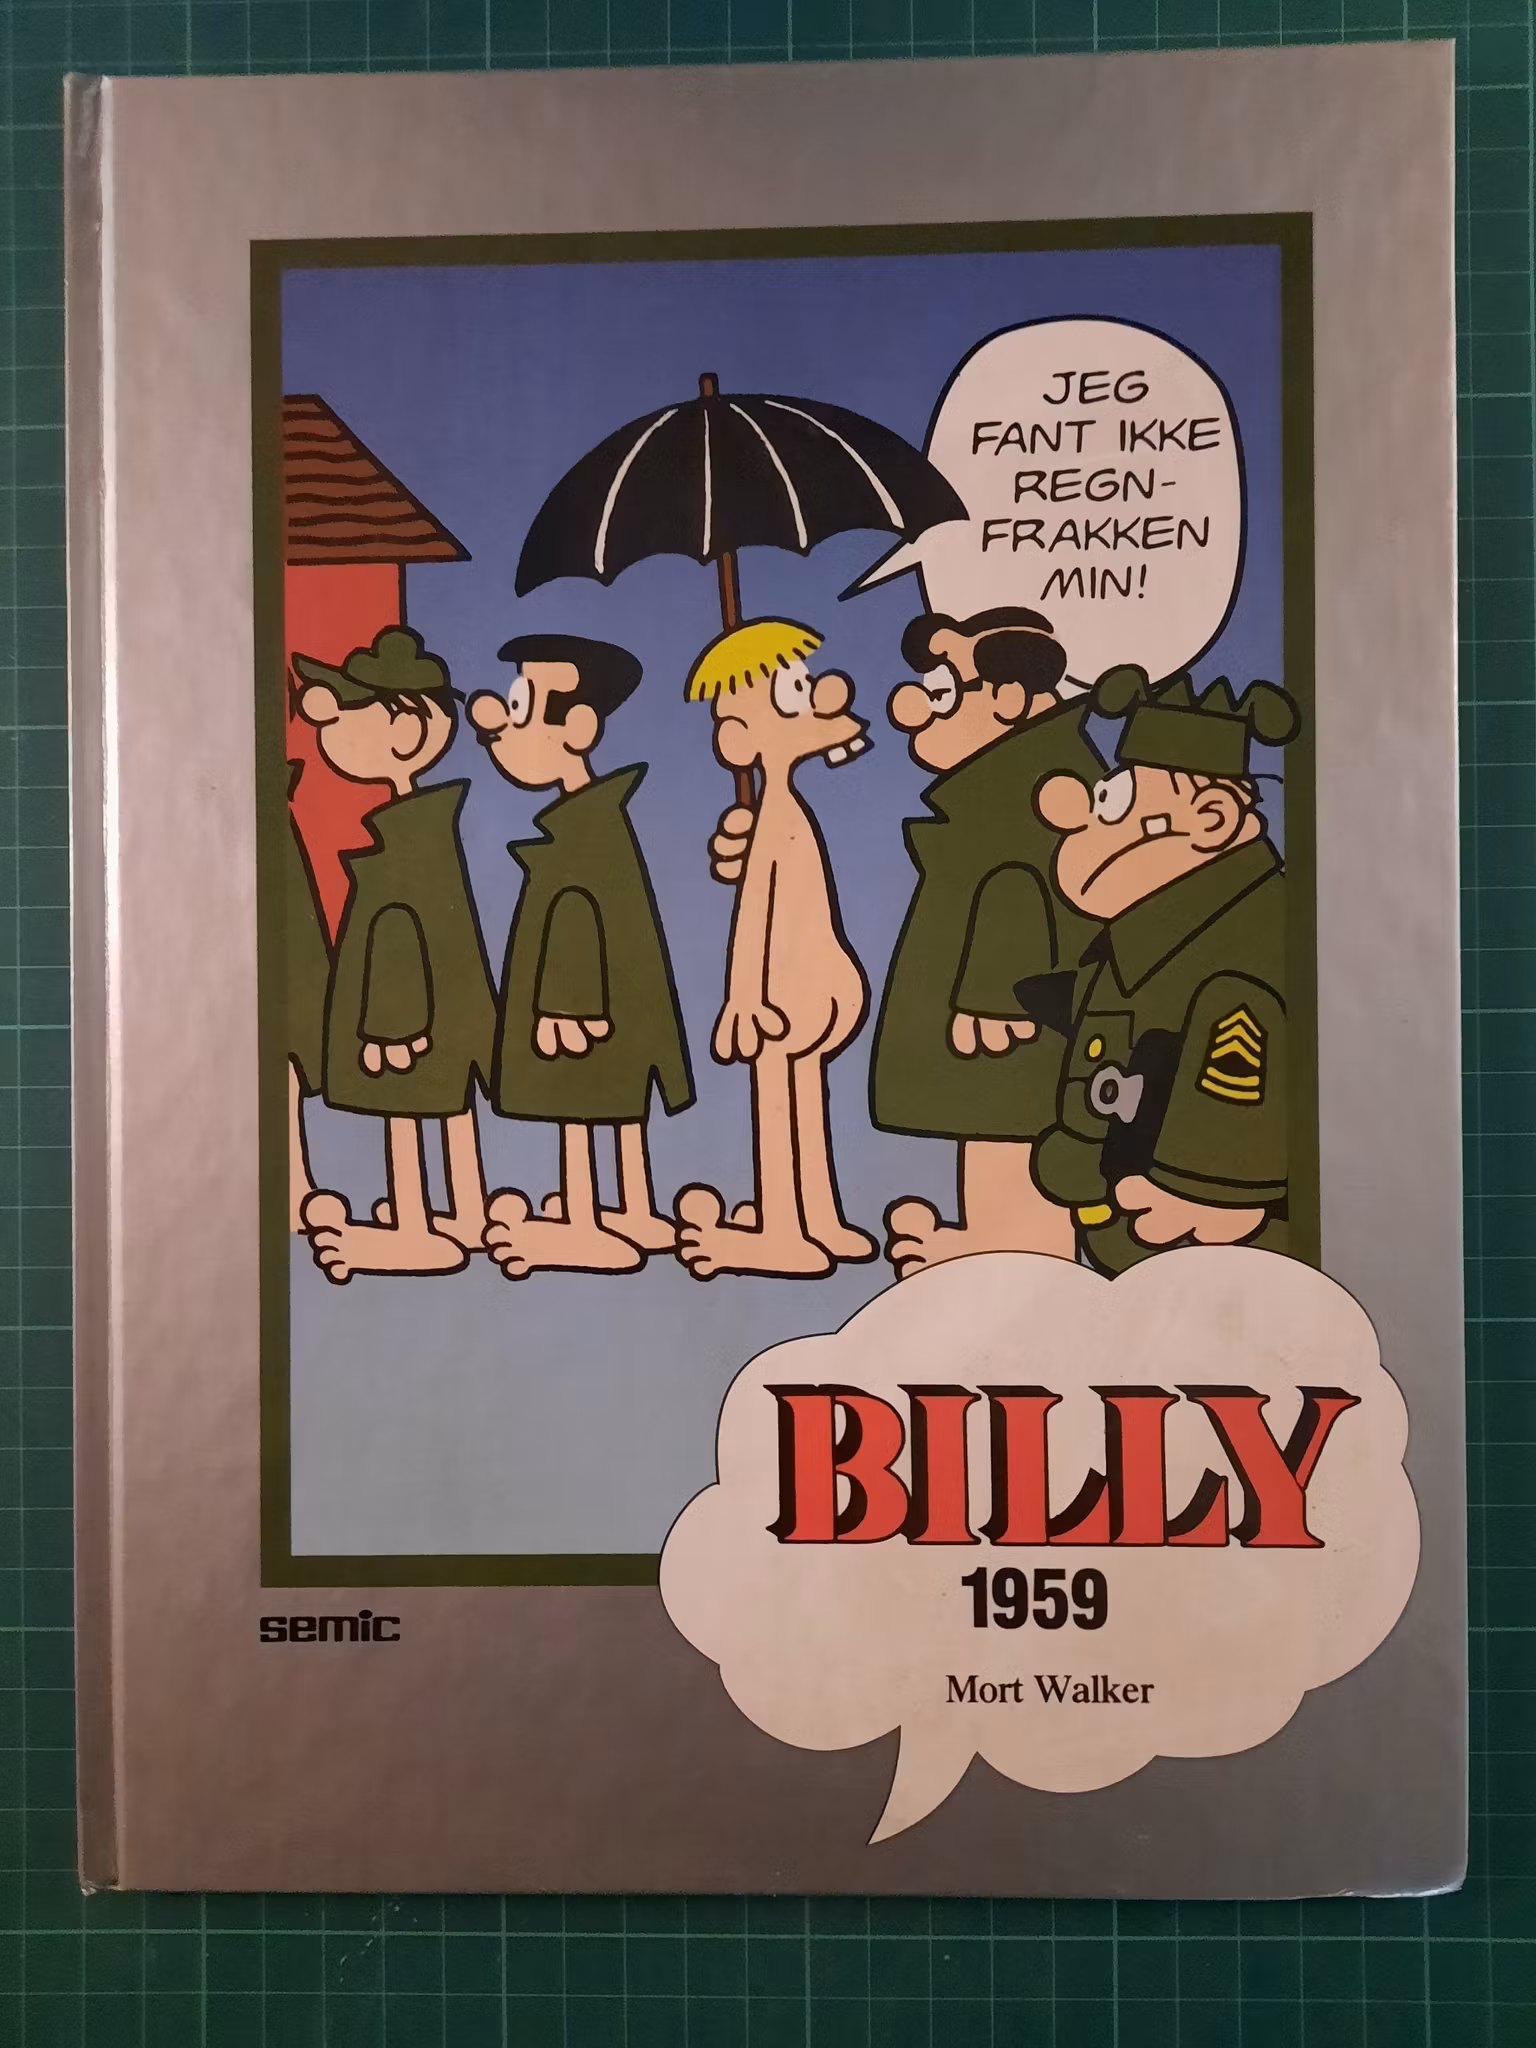 JEG
FANT IKKE
REGN-
FRAKKEN
MIN!
BILLY
1959
Mort Walker
semic